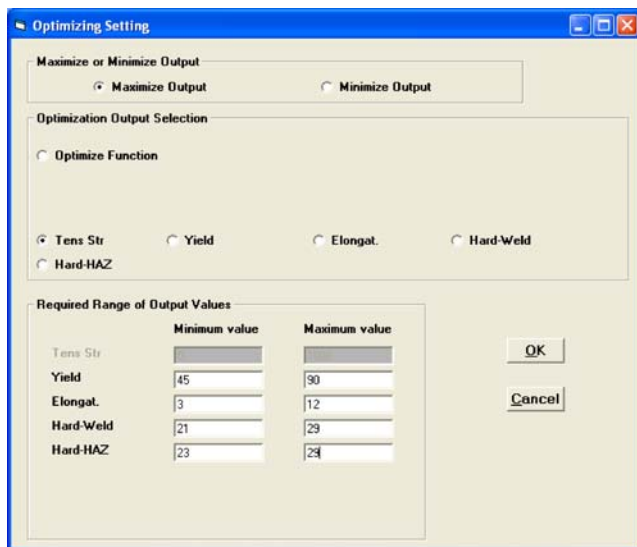 Optimizing Setting
Maximize or Minimize Output
Maximize Output Minimize Output
Optimization Output Selection
Optimize Function
Tens Str Yield Elongat. Hard-Weld
Hard-HAZ
Required Range of Output Values
Minimum value Maximum value
Tens Str
Yield 45 90
Elongat. 3 12
Hard-Weld 21 29
Hard-HAZ 23 29
OK
Cancel